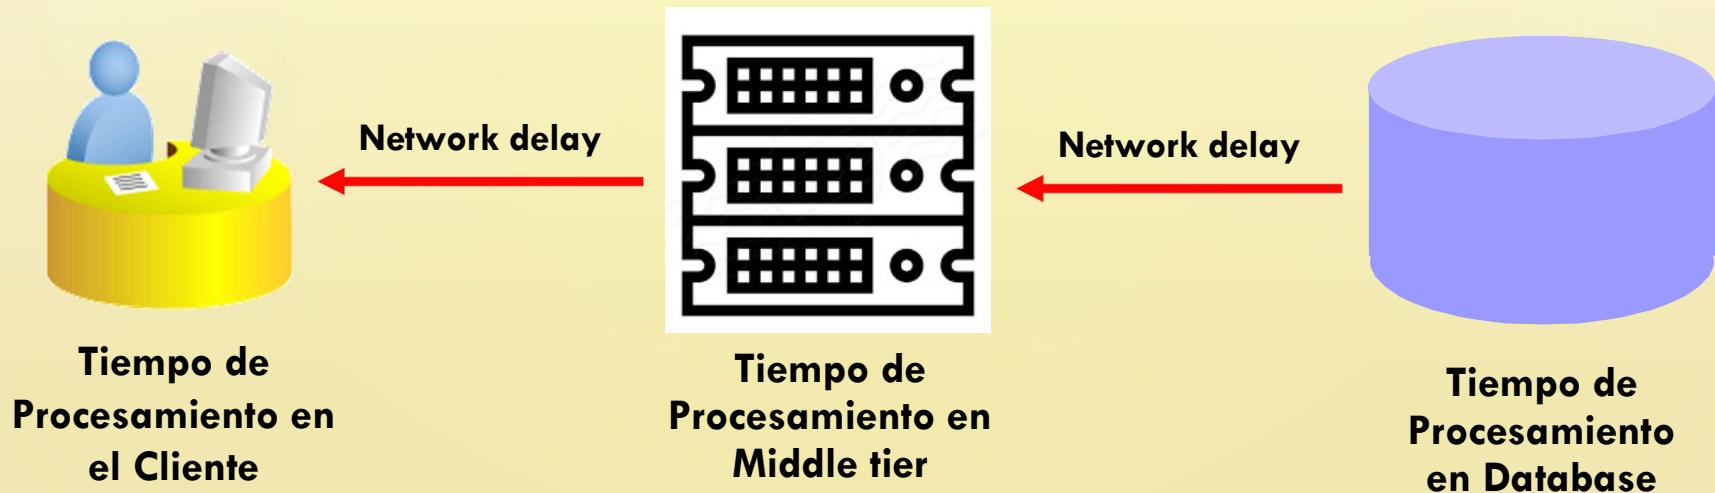 Network delay
Network delay
Tiempo de
Procesamiento en
el Cliente
Tiempo de
Procesamiento en
Middle tier
Tiempo de
Procesamiento
en Database